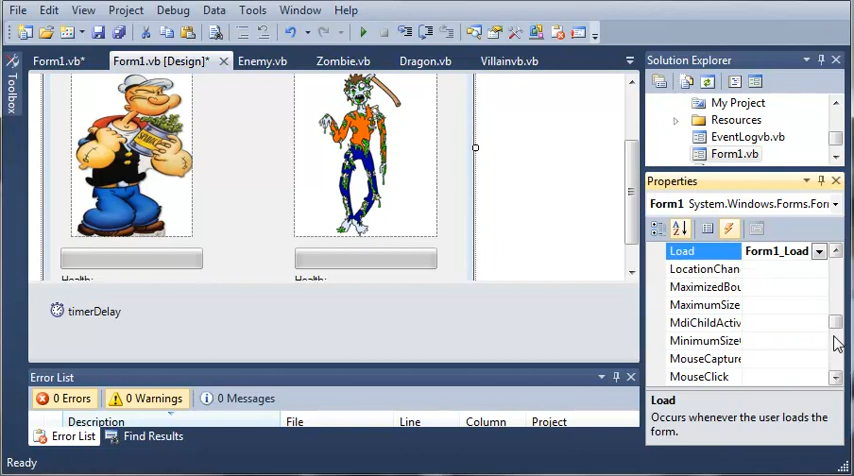 File Edit View Project Debug Data Tools Window Help
Form1.vb* Form1.vb [Design]* Enemy.vb Zombie.vb Dragon.vb Villainvb.vb
Toolbox
SPINACH
Health:
timerDelay
Error List
0 Errors 0 Warnings 0 Messages
Description File Line Column Project
Error List Find Results
Ready
Solution Explorer
My Project
Resources
EventLogvb.vb
Form1.vb
Properties
Form1 System.Windows.Forms.Forr
Load Form1_Load
LocationChan
MaximizedBou
MaximumSize
MdiChildActiv
MinimumSize
MouseCapture
MouseClick
Load
Occurs whenever the user loads the
form.